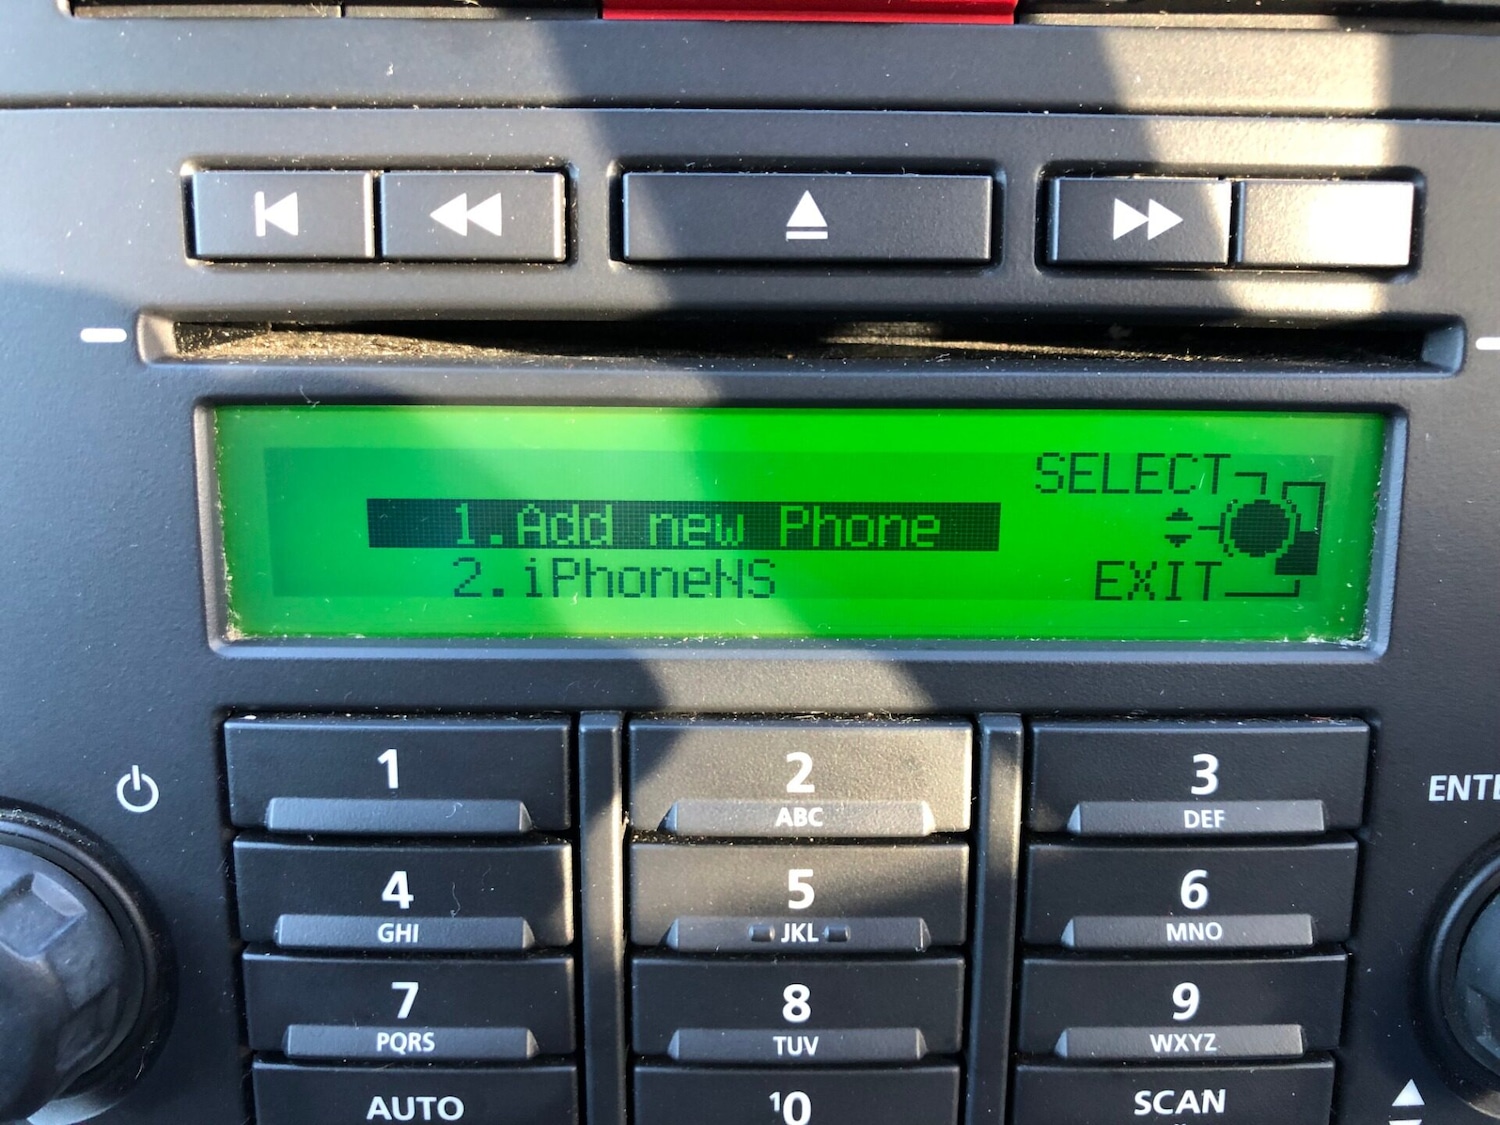 SELECT
1.Add new Phone
2.iPhoneNS
EXIT
1
2
ABC
3
DEF
4
GHI
5
JKL
6
MNO
7
PQRS
8
TUV
9
WXYZ
AUTO
10
SCAN